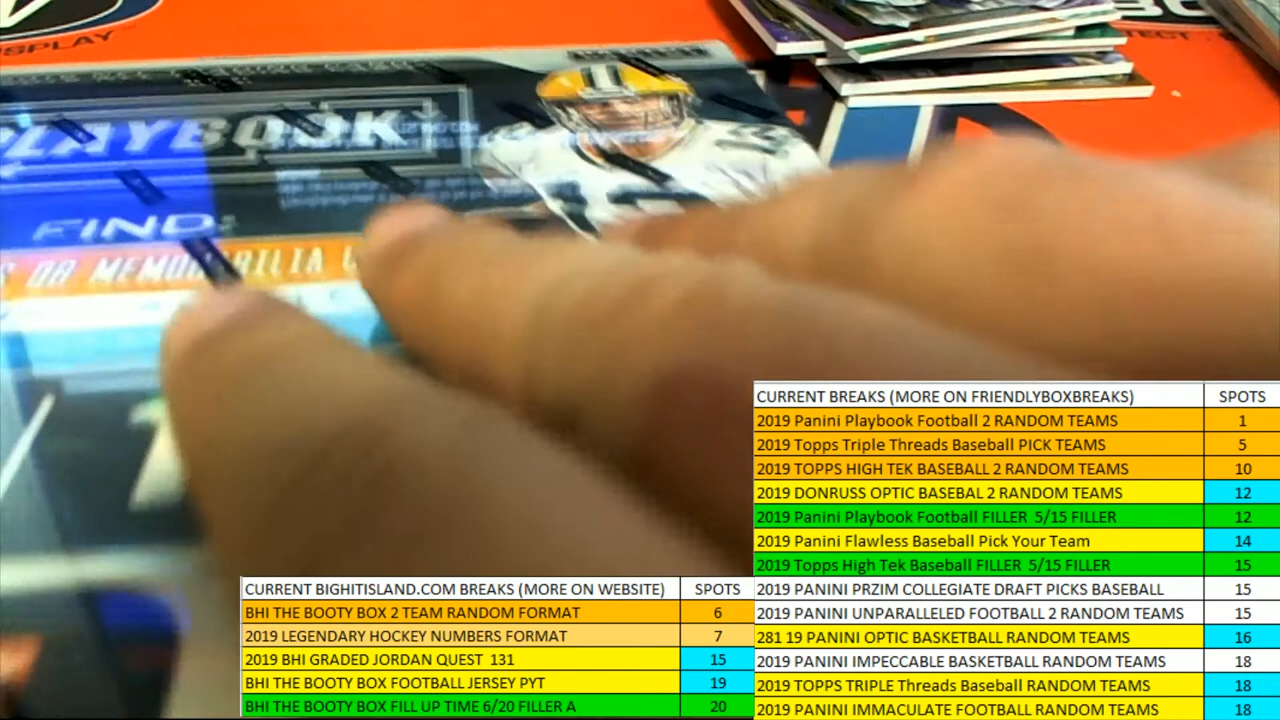 DISPLAY
PLAYBOOK
FIND
OR MEMORABILIA
CURRENT BREAKS (MORE ON FRIENDLYBOXBREAKS) SPOTS
2019 Panini Playbook Football 2 RANDOM TEAMS 1
2019 Topps Triple Threads Baseball PICK TEAMS 5
2019 TOPPS HIGH TEK BASEBALL 2 RANDOM TEAMS 10
2019 DONRUSS OPTIC BASEBAL 2 RANDOM TEAMS 12
2019 Panini Playbook Football FILLER 5/15 FILLER 12
2019 Panini Flawless Baseball Pick Your Team 14
2019 Topps High Tek Baseball FILLER 5/15 FILLER 15
2019 PANINI PRZIM COLLEGIATE DRAFT PICKS BASEBALL 15
2019 PANINI UNPARALLELED FOOTBALL 2 RANDOM TEAMS 15
281 19 PANINI OPTIC BASKETBALL RANDOM TEAMS 16
2019 PANINI IMPECCABLE BASKETBALL RANDOM TEAMS 18
2019 TOPPS TRIPLE Threads Baseball RANDOM TEAMS 18
2019 PANINI IMMACULATE FOOTBALL RANDOM TEAMS 18
CURRENT BIGHITISLAND.COM BREAKS (MORE ON WEBSITE) SPOTS
BHI THE BOOTY BOX 2 TEAM RANDOM FORMAT 6
2019 LEGENDARY HOCKEY NUMBERS FORMAT 7
2019 BHI GRADED JORDAN QUEST 131 15
BHI THE BOOTY BOX FOOTBALL JERSEY PYT 19
BHI THE BOOTY BOX FILL UP TIME 6/20 FILLER A 20